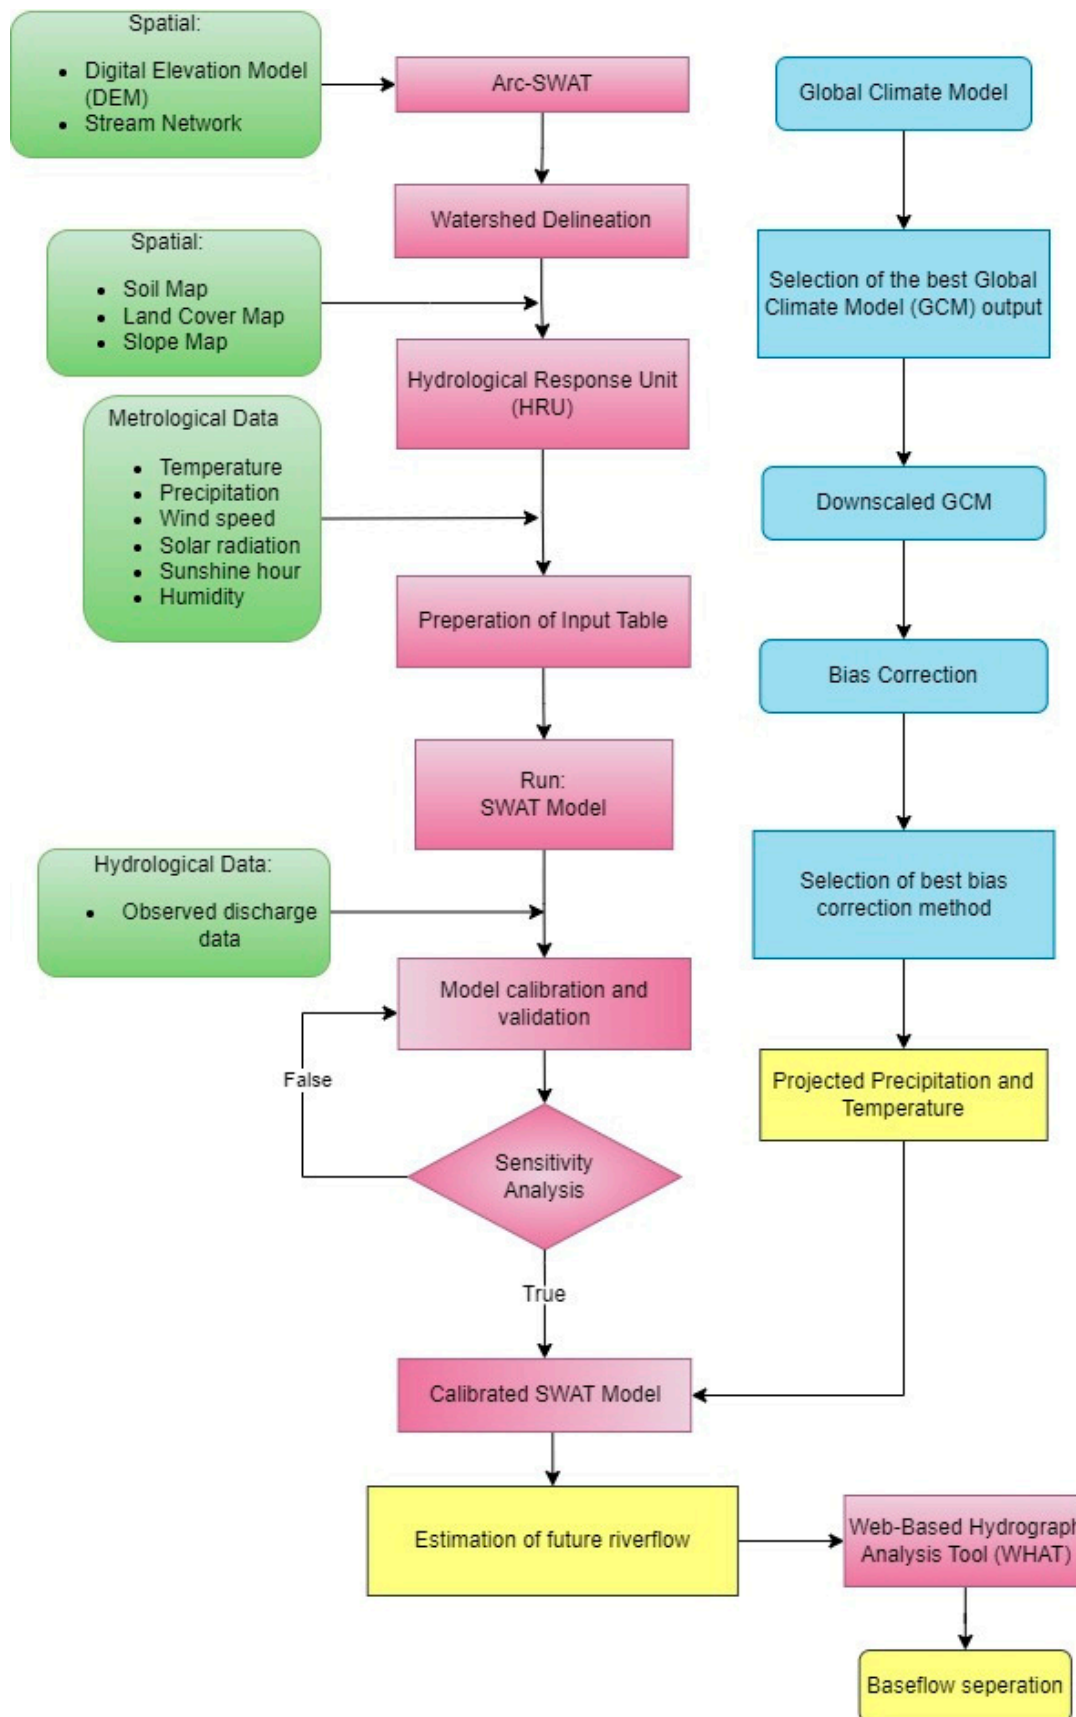 Spatial:
• Digital Elevation Model
(DEM)
• Stream Network
Arc-SWAT
Global Climate Model
Watershed Delineation
Spatial:
• Soil Map
• Land Cover Map
• Slope Map
Selection of the best Global
Climate Model (GCM) output
Hydrological Response Unit
(HRU)
Metrological Data
• Temperature
• Precipitation
• Wind speed
• Solar radiation
• Sunshine hour
• Humidity
Downscaled GCM
Preperation of Input Table
Bias Correction
Run:
SWAT Model
Hydrological Data:
• Observed discharge
data
Selection of best bias
correction method
Model calibration and
validation
False
Projected Precipitation and
Temperature
Sensitivity
Analysis
True
Calibrated SWAT Model
Estimation of future riverflow
Web-Based Hydrograph
Analysis Tool (WHAT)
Baseflow seperation